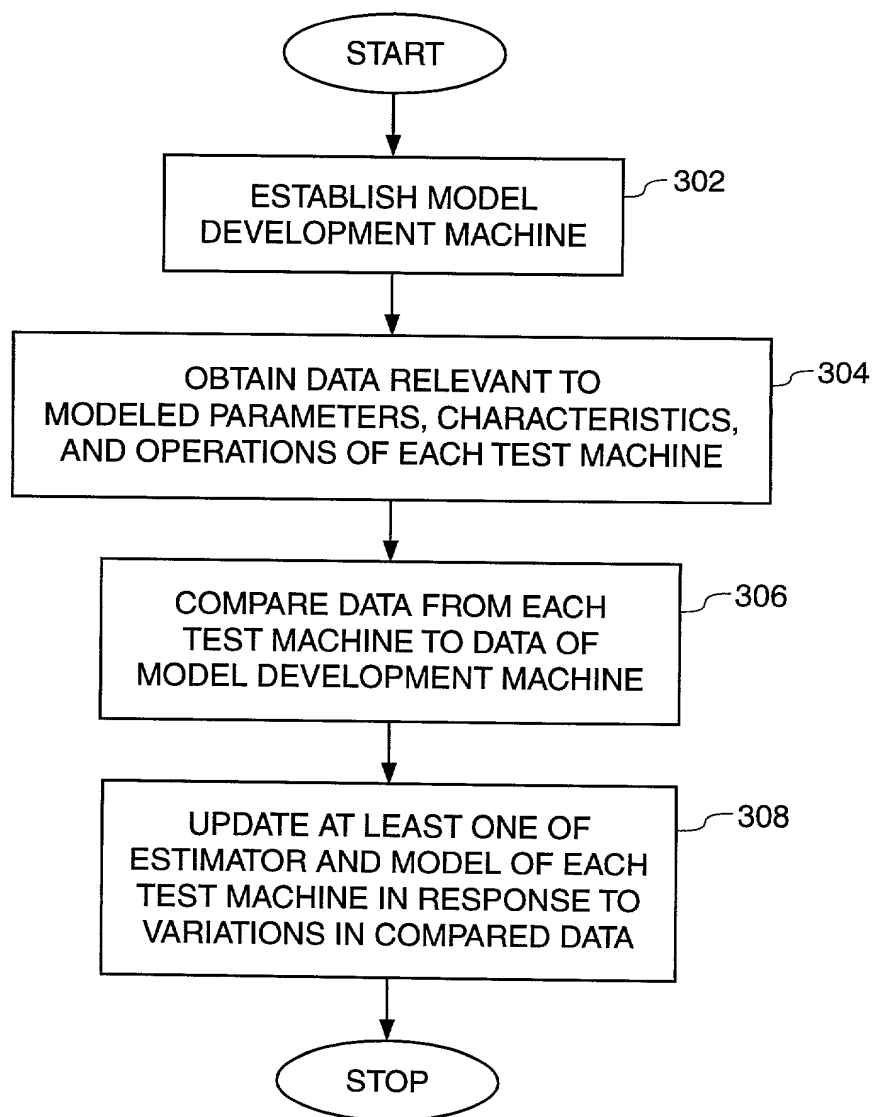 START
ESTABLISH MODEL
DEVELOPMENT MACHINE
302
OBTAIN DATA RELEVANT TO
MODELED PARAMETERS, CHARACTERISTICS,
AND OPERATIONS OF EACH TEST MACHINE
304
COMPARE DATA FROM EACH
TEST MACHINE TO DATA OF
MODEL DEVELOPMENT MACHINE
306
UPDATE AT LEAST ONE OF
ESTIMATOR AND MODEL OF EACH
TEST MACHINE IN RESPONSE TO
VARIATIONS IN COMPARED DATA
308
STOP